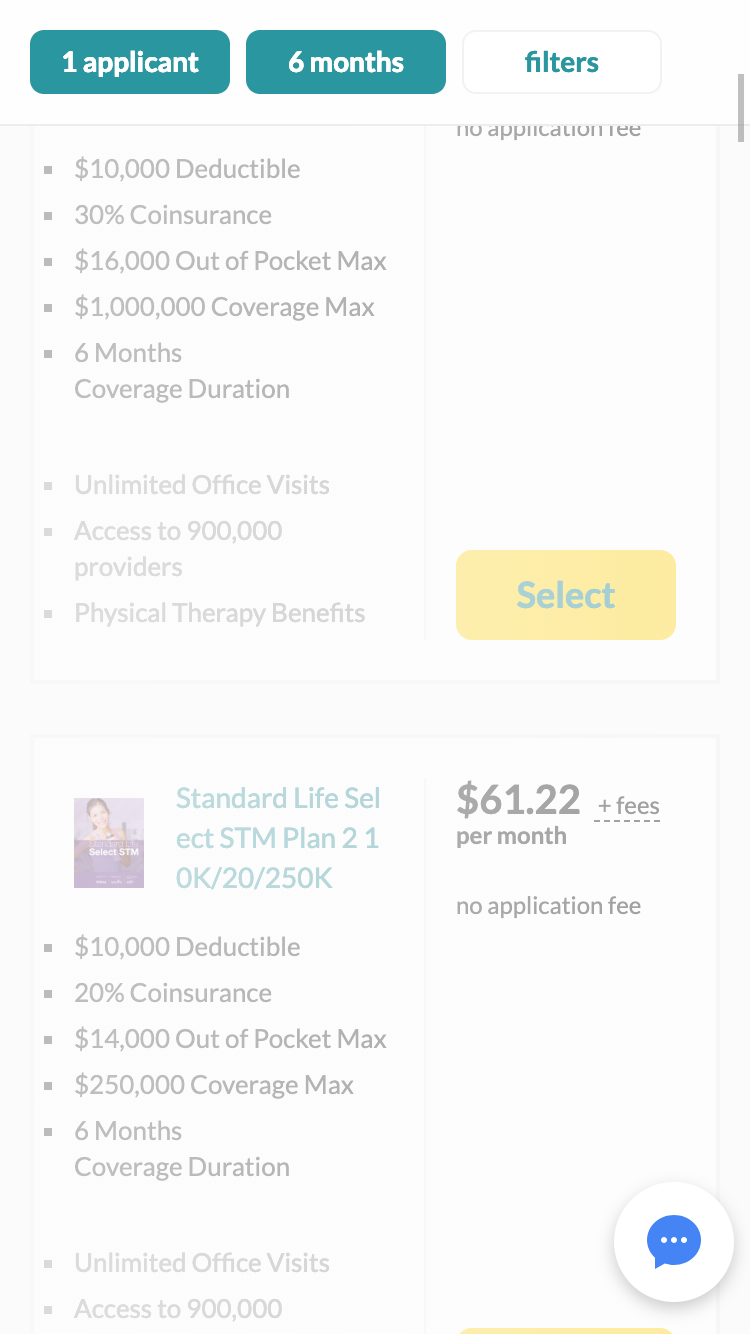 1 applicant
6 months
filters
no application fee
$10,000 Deductible
30% Coinsurance
$16,000 Out of Pocket Max
$1,000,000 Coverage Max
6 Months
Coverage Duration
Unlimited Office Visits
Access to 900,000
providers
Physical Therapy Benefits
Select
Standard Life Sel
ect STM Plan 2 1
0K/20/250K
Select STM
$61.22 + fees
per month
no application fee
$10,000 Deductible
20% Coinsurance
$14,000 Out of Pocket Max
$250,000 Coverage Max
6 Months
Coverage Duration
Unlimited Office Visits
Access to 900,000